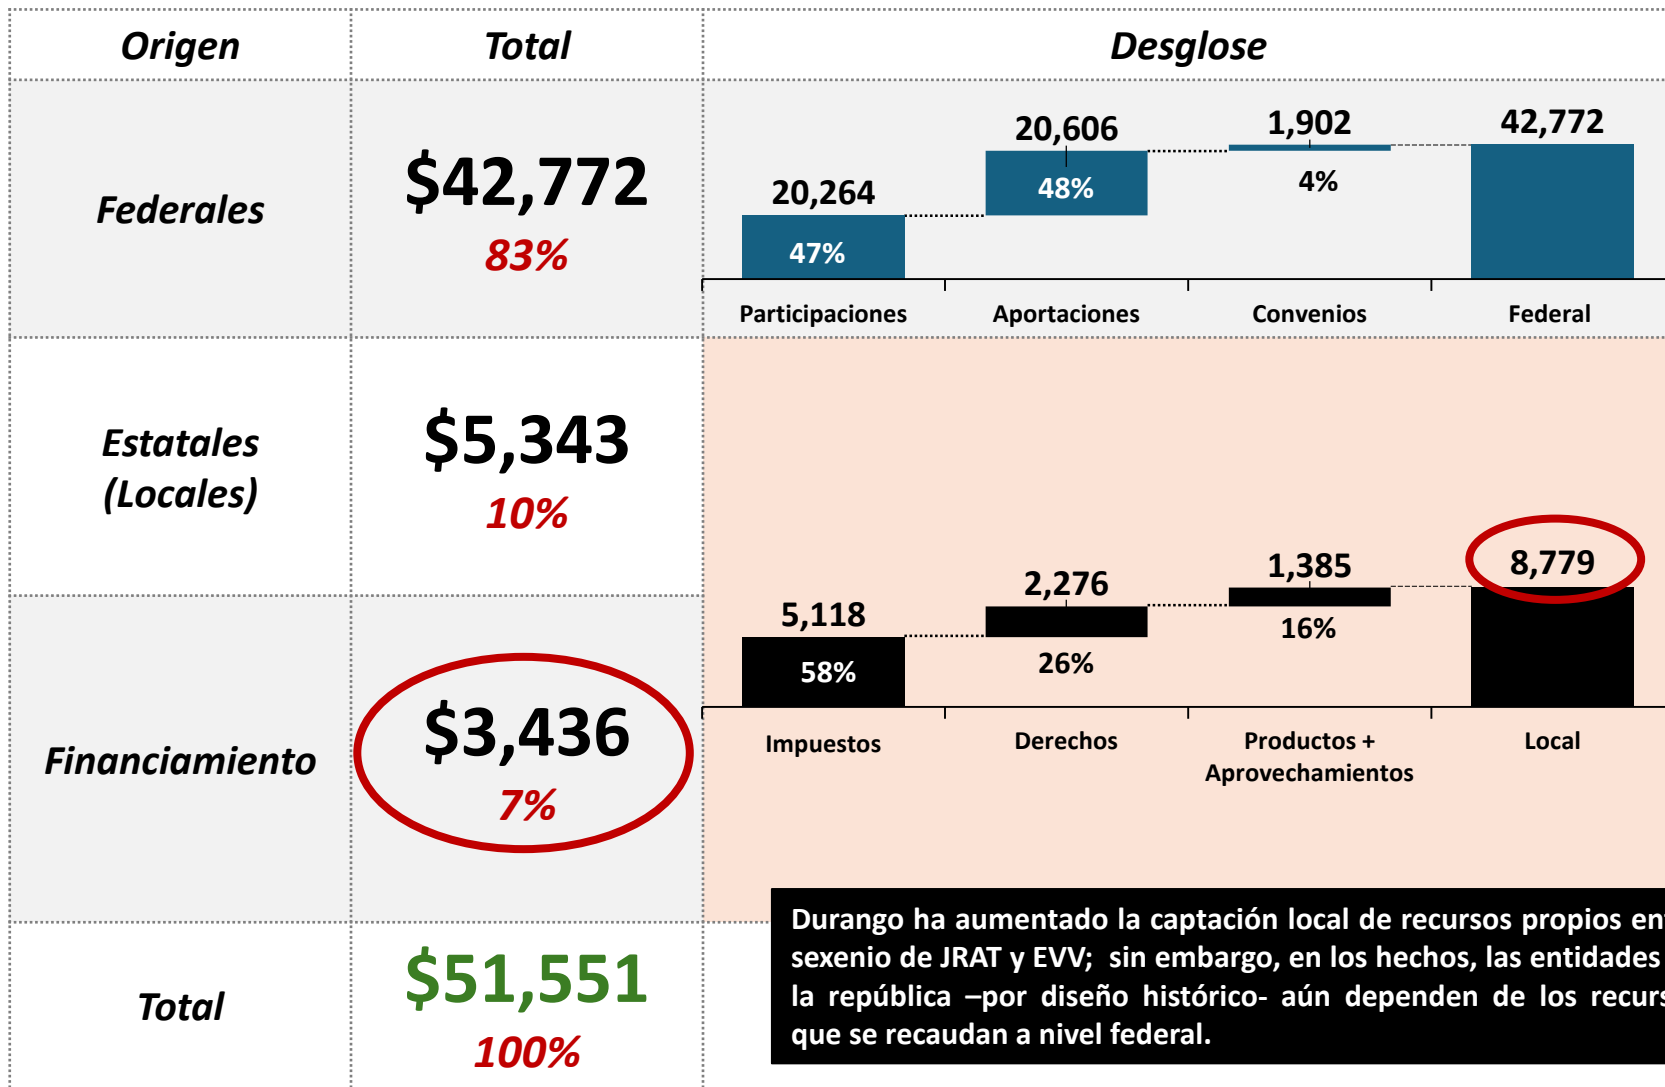 Origen
Total
Desglose
Federales
$42,772
83%
20,264
20,606
1,902
42,772
47%
48%
4%
Participaciones
Aportaciones
Convenios
Federal
Estatales
(Locales)
$5,343
10%
Financiamiento
$3,436
7%
5,118
2,276
1,385
8,779
58%
26%
16%
Impuestos
Derechos
Productos +
Aprovechamientos
Local
Total
$51,551
100%
Durango ha aumentado la captación local de recursos propios
sexenio de JRAT y EVV; sin embargo, en los hechos, las entidades
la república –por diseño histórico- aún dependen de los
que se recaudan a nivel federal.